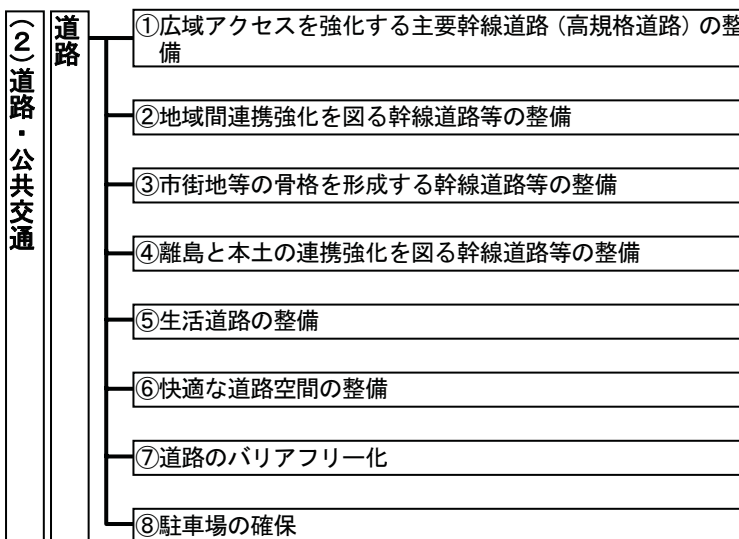 （２）道路・公共交通
道路
①広域アクセスを強化する主要幹線道路（高規格道路）の整
備
②地域間連携強化を図る幹線道路等の整備
③市街地等の骨格を形成する幹線道路等の整備
④離島と本土の連携強化を図る幹線道路等の整備
⑤生活道路の整備
⑥快適な道路空間の整備
⑦道路のバリアフリー化
⑧駐車場の確保